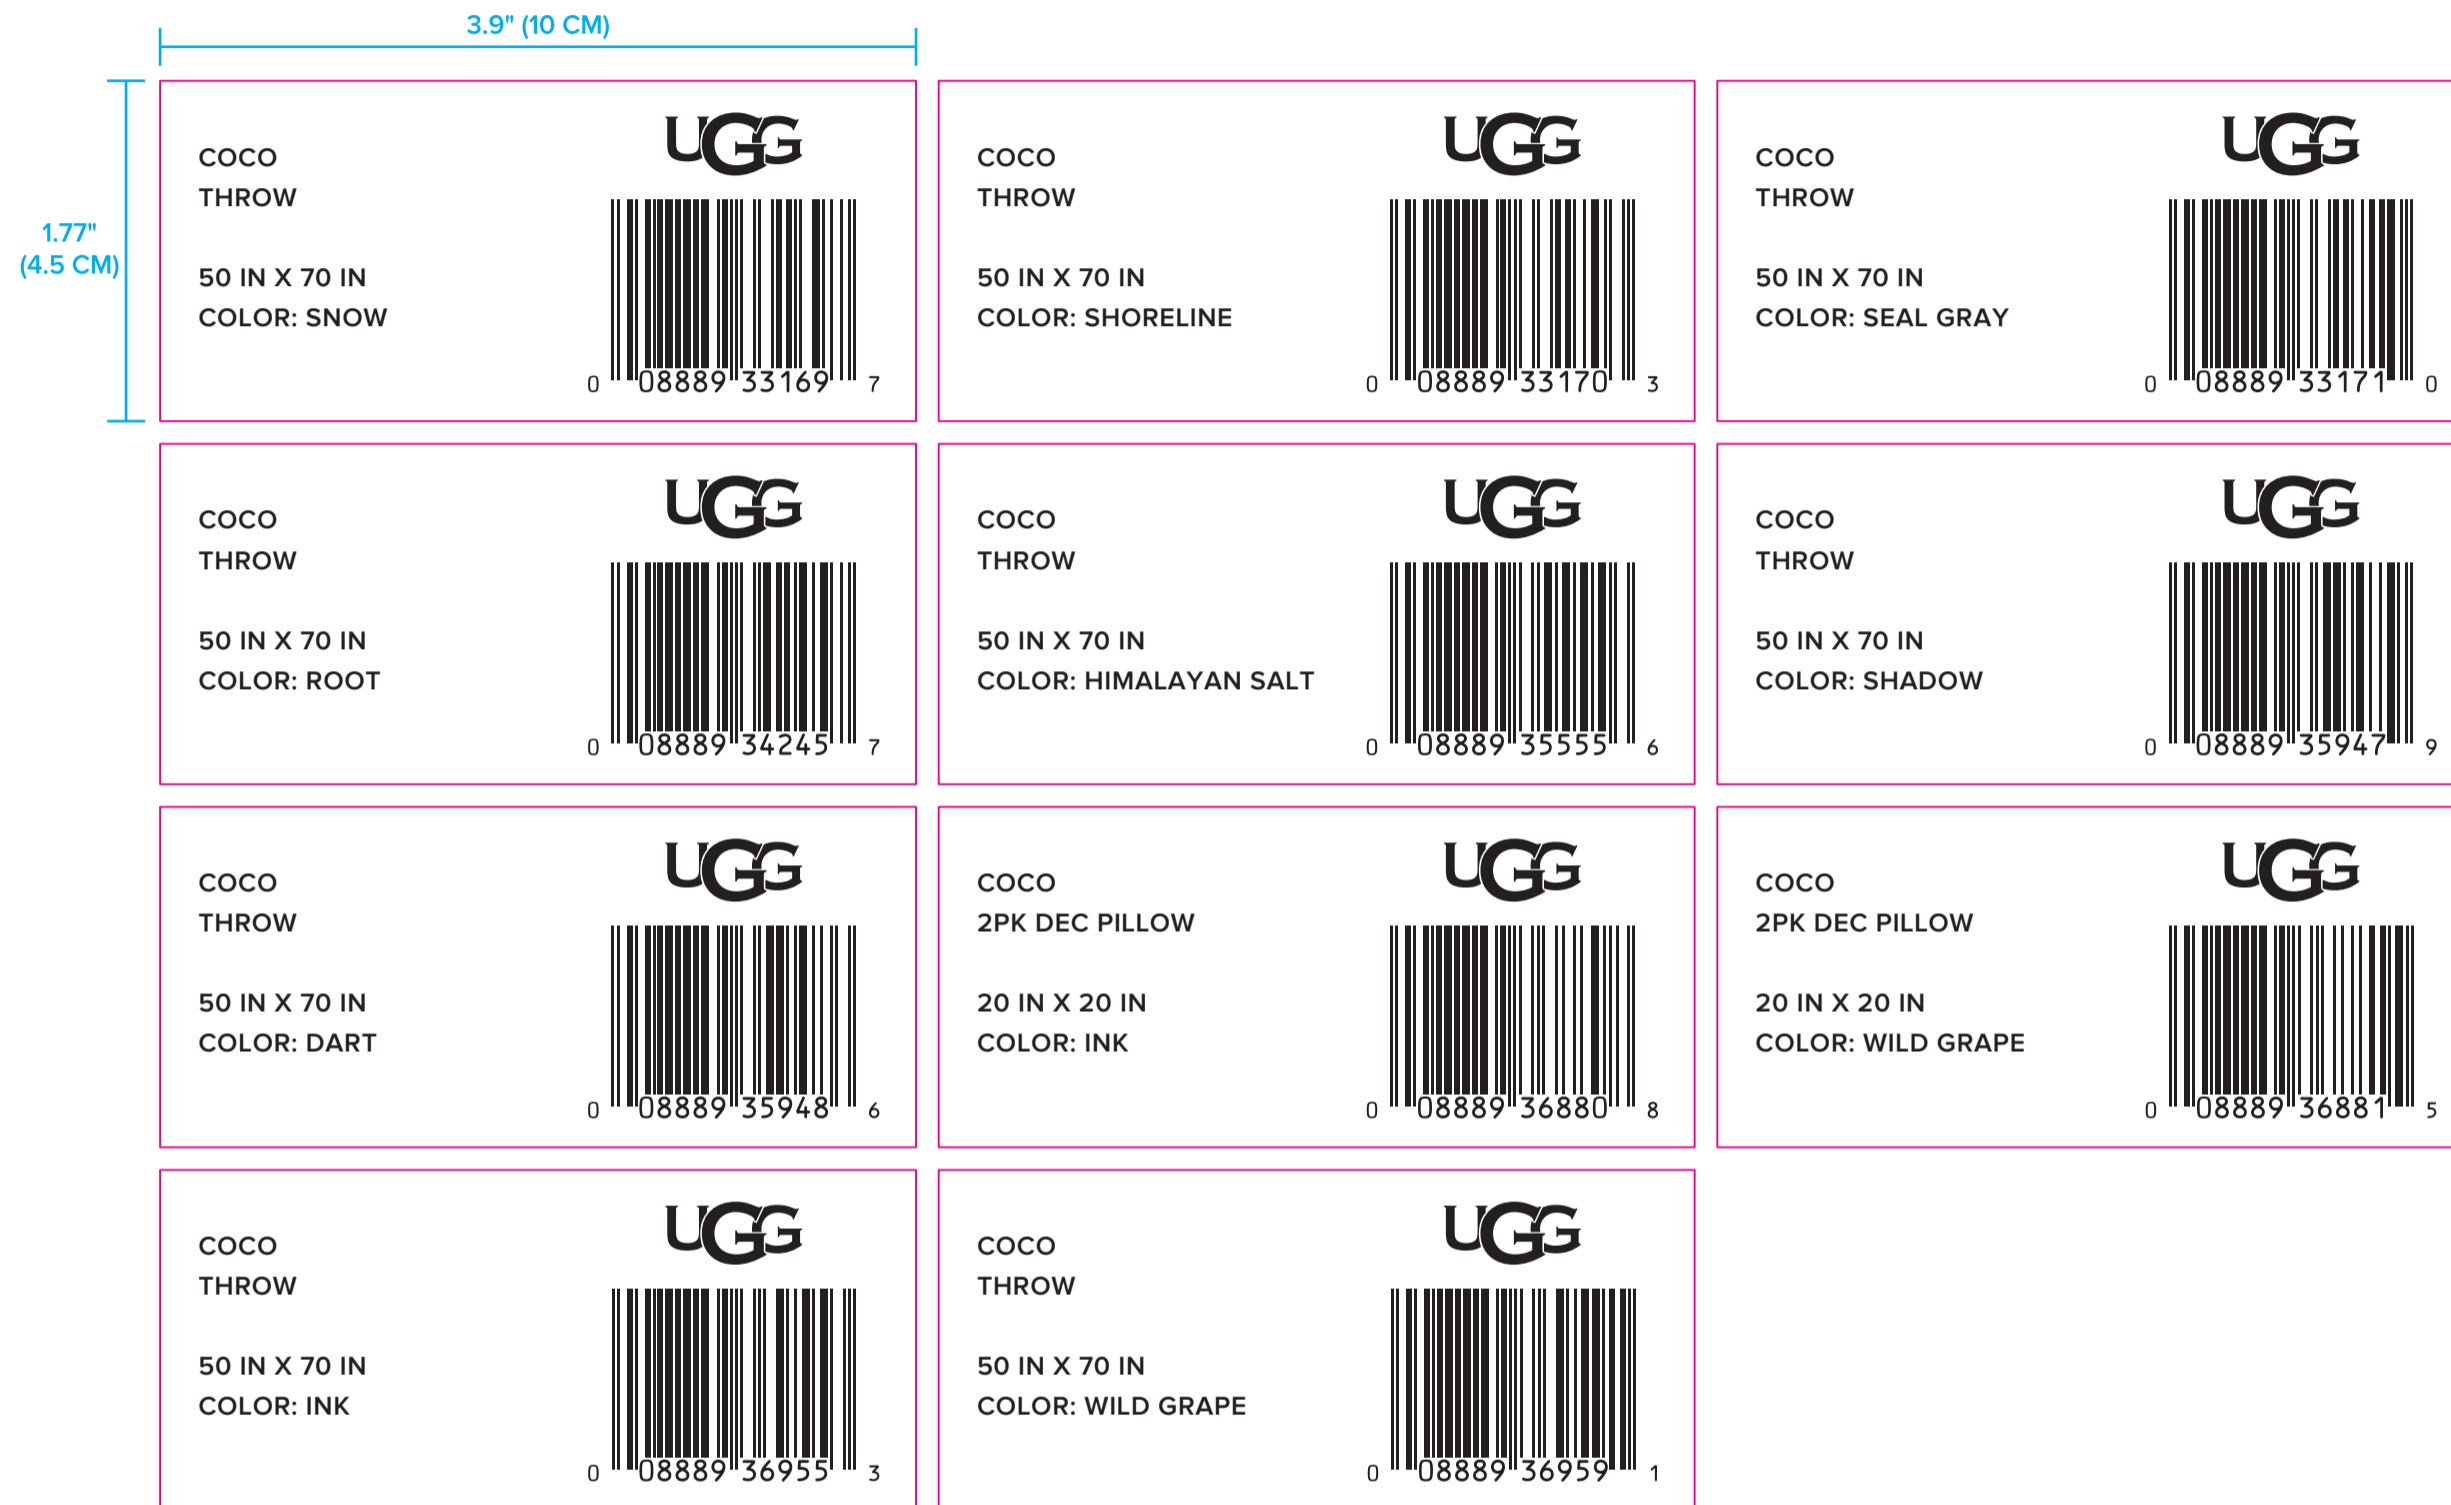 3.9" (10 CM)
1.77"
(4.5 CM)
UGG
COCO
THROW
50 IN X 70 IN
COLOR: SNOW
0 08889 33169 7
UGG
COCO
THROW
50 IN X 70 IN
COLOR: SHORELINE
0 08889 33170 3
UGG
COCO
THROW
50 IN X 70 IN
COLOR: SEAL GRAY
0 08889 33171 0
UGG
COCO
THROW
50 IN X 70 IN
COLOR: ROOT
0 08889 34245 7
UGG
COCO
THROW
50 IN X 70 IN
COLOR: HIMALAYAN SALT
0 08889 35555 6
UGG
COCO
THROW
50 IN X 70 IN
COLOR: SHADOW
0 08889 35947 9
UGG
COCO
THROW
50 IN X 70 IN
COLOR: DART
0 08889 35948 6
UGG
COCO
2PK DEC PILLOW
20 IN X 20 IN
COLOR: INK
0 08889 36880 8
UGG
COCO
2PK DEC PILLOW
20 IN X 20 IN
COLOR: WILD GRAPE
0 08889 36881 5
UGG
COCO
THROW
50 IN X 70 IN
COLOR: INK
0 08889 36955 3
UGG
COCO
THROW
50 IN X 70 IN
COLOR: WILD GRAPE
0 08889 36959 1